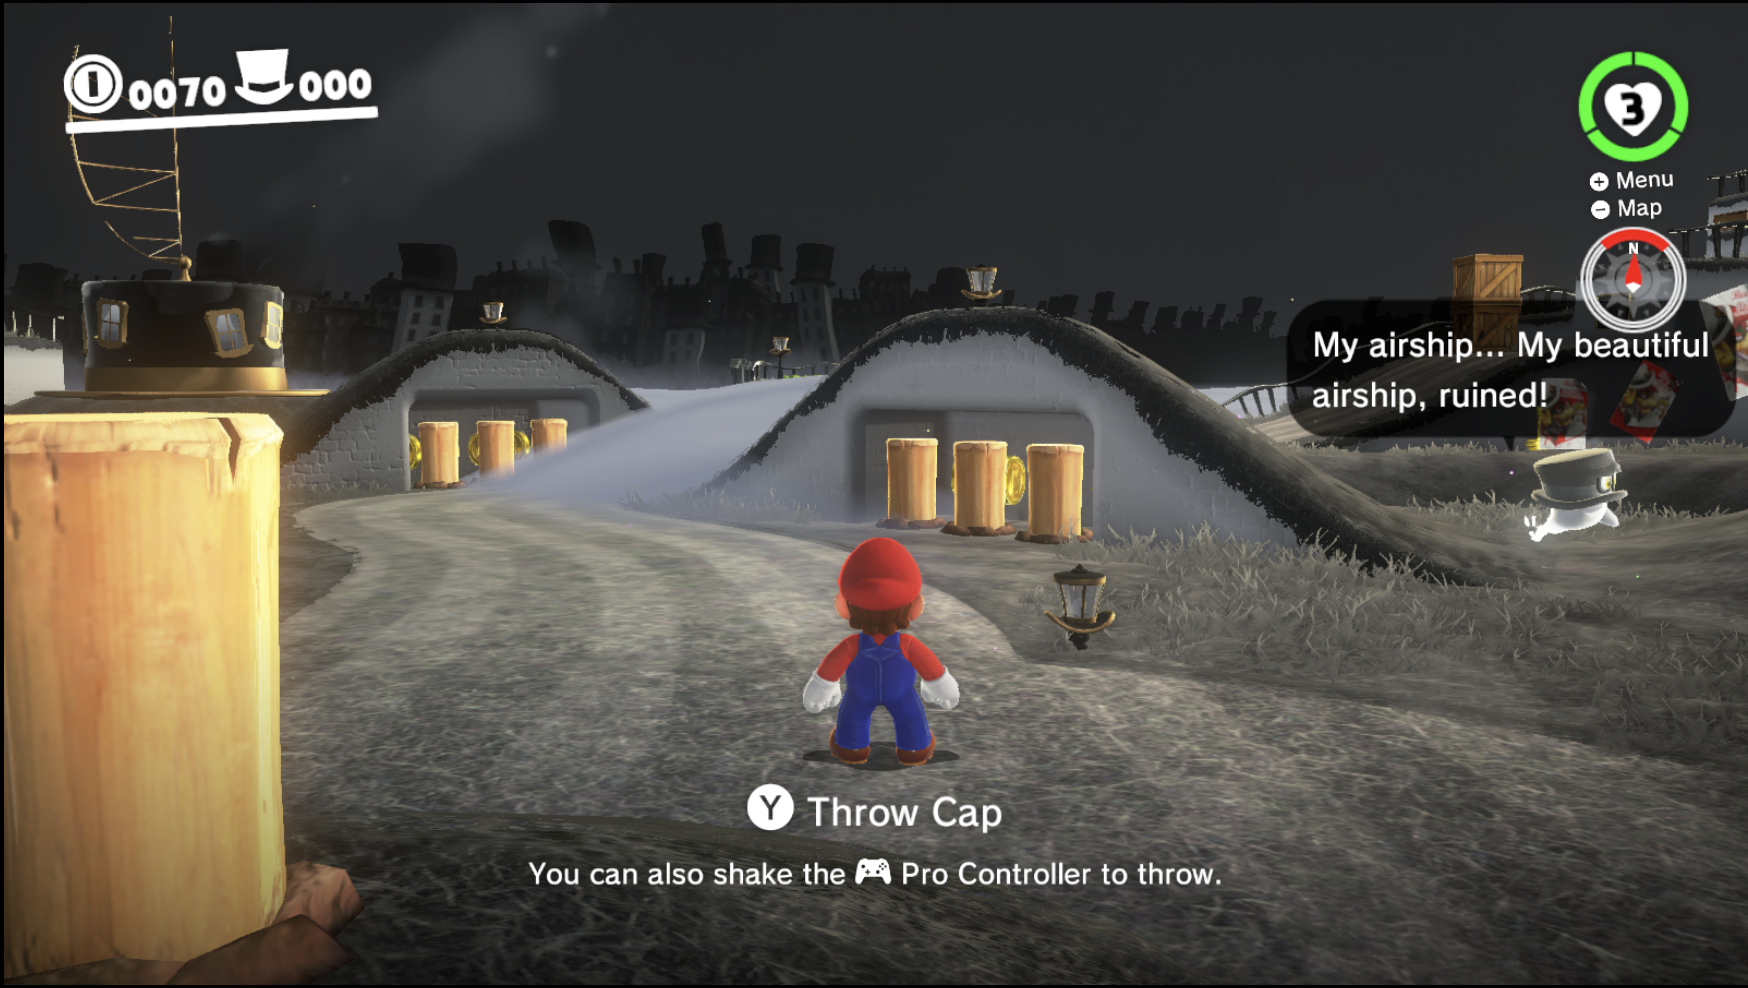 0070 000
3
+ Menu
- Map
N
My airship... My beautiful
airship, ruined!
Y Throw Cap
You can also shake the Pro Controller to throw.